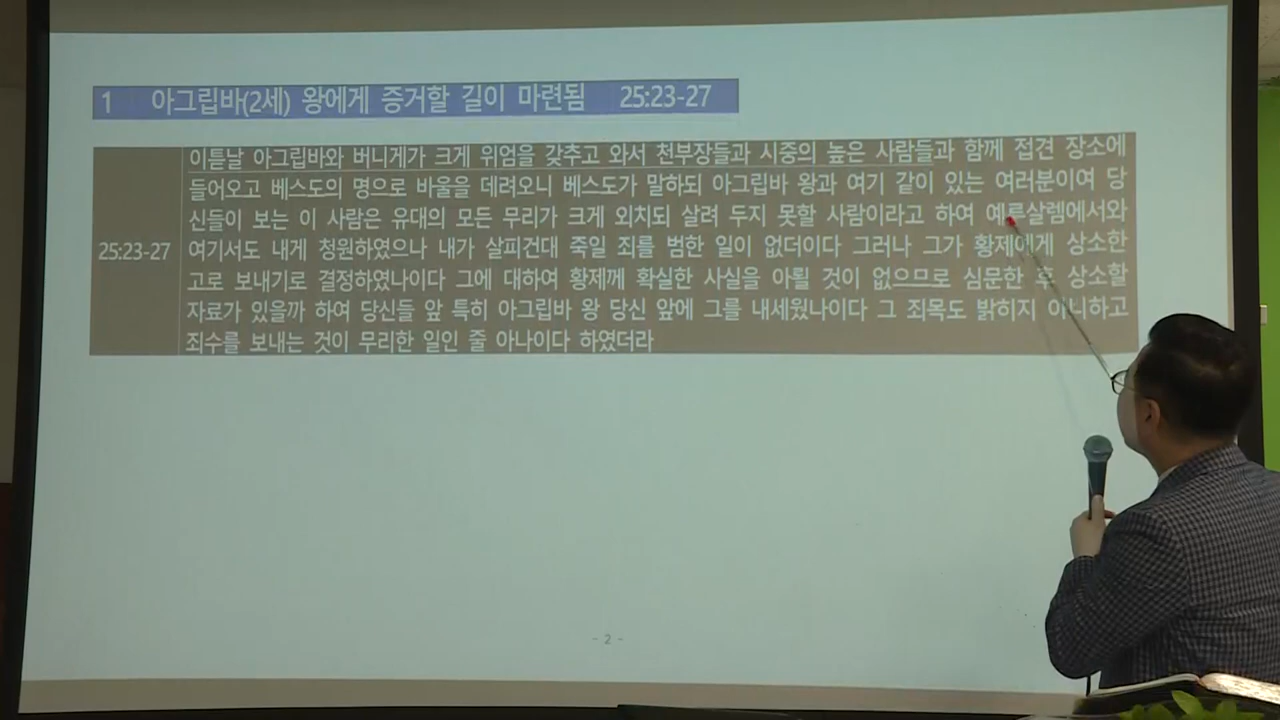 1 아그립바(2세) 왕에게 증거할 길이 마련됨 25:23-27
이튿날 아그립바와 버니게가 크게 위엄을 갖추고 와서 천부장들과 시중의 높은 사람들과 함께 접견 장소에
들어오고 베스도의 명으로 바울을 데려오니 베스도가 말하되 아그립바 왕과 여기 같이 있는 여러분이여 당
신들이 보는 이 사람은 유대의 모든 무리가 크게 외치되 살려 두지 못할 사람이라고 하여 예루살렘에서와
25:23-27 여기서도 내게 청원하였으나 내가 살피건대 죽일 죄를 범한 일이 없더이다 그러나 그가 황제에게 상소한
고로 보내기로 결정하였나이다 그에 대하여 황제께 확실한 사실을 아뢸 것이 없으므로 심문한 후 상소할
자료가 있을까 하여 당신들 앞 특히 아그립바 왕 당신 앞에 그를 내세웠나이다 그 죄목도 밝히지 아니하고
죄수를 보내는 것이 무리한 일인 줄 아나이다 하였더라
- 2 -